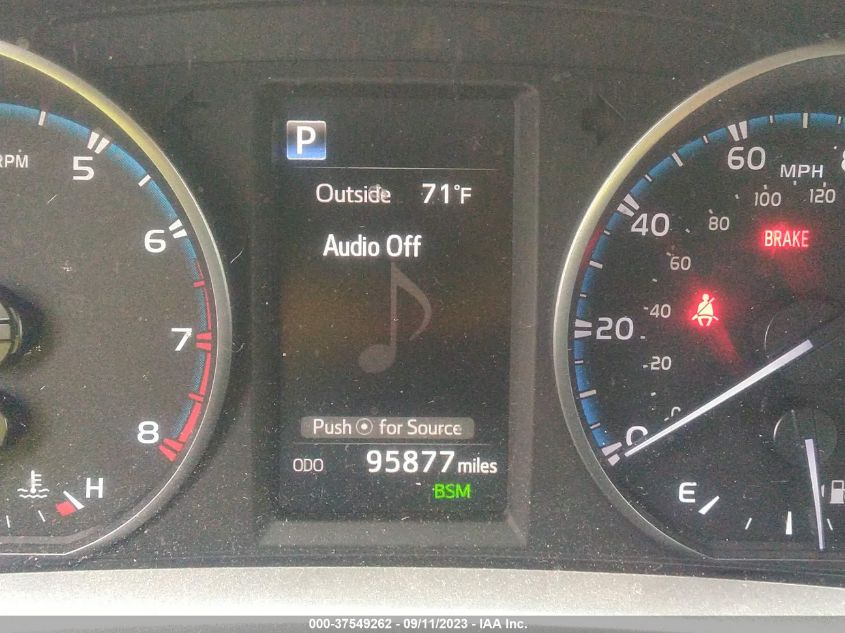 P
Outside 71°F
Audio Off
Push for Source
ODO 95877 miles
BSM
RPM
5
6
7
8
H
60
MPH
40
20
0
120
100
80
60
40
20
BRAKE
E
000-37549262 - 09/11/2023 - IAA Inc.